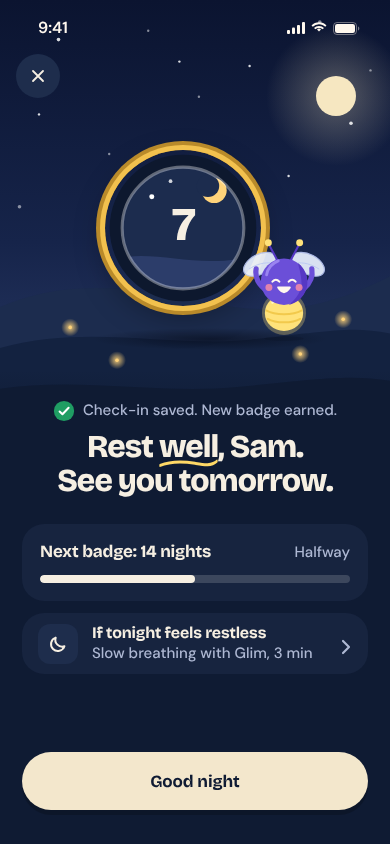 9:41
7
Check-in saved. New badge earned.
Rest well, Sam.
See you tomorrow.
Next badge: 14 nights
Halfway
If tonight feels restless
Slow breathing with Glim, 3 min
Good night